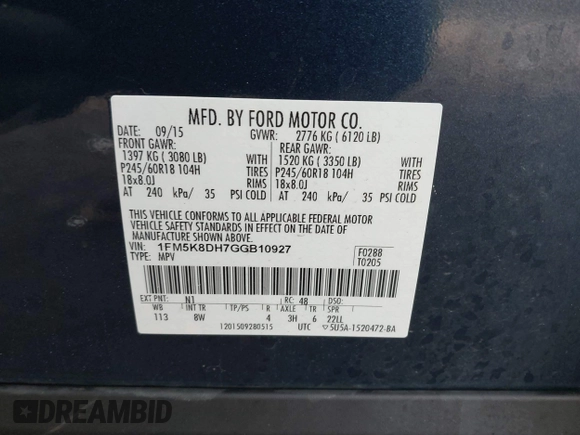 MFD. BY FORD MOTOR CO.
DATE: 09/15 GVWR: 2776 KG ( 6120 LB)
FRONT GAWR: REAR GAWR:
1397 KG ( 3080 LB) WITH 1520 KG ( 3350 LB) WITH
P245/60R18 104H TIRES P245/60R18 104H TIRES
18x8.0J RIMS 18x8.0J RIMS
AT 240 kPa/ 35 PSI COLD AT 240 kPa/ 35 PSI COLD
THIS VEHICLE CONFORMS TO ALL APPLICABLE FEDERAL MOTOR
VEHICLE SAFETY STANDARDS IN EFFECT ON THE DATE OF
MANUFACTURE SHOWN ABOVE.
VIN: 1FM5K8DH7GGB10927 F0288
TYPE: MPV T0205
EXT PNT: N1 RC: 48 DSO:
WB INT TR TP/PS R AXLE TR SPR
113 8W 4 3H 6 22LL
1201509280515 UTC ▽5U5A-1520472-BA
DREAMBID